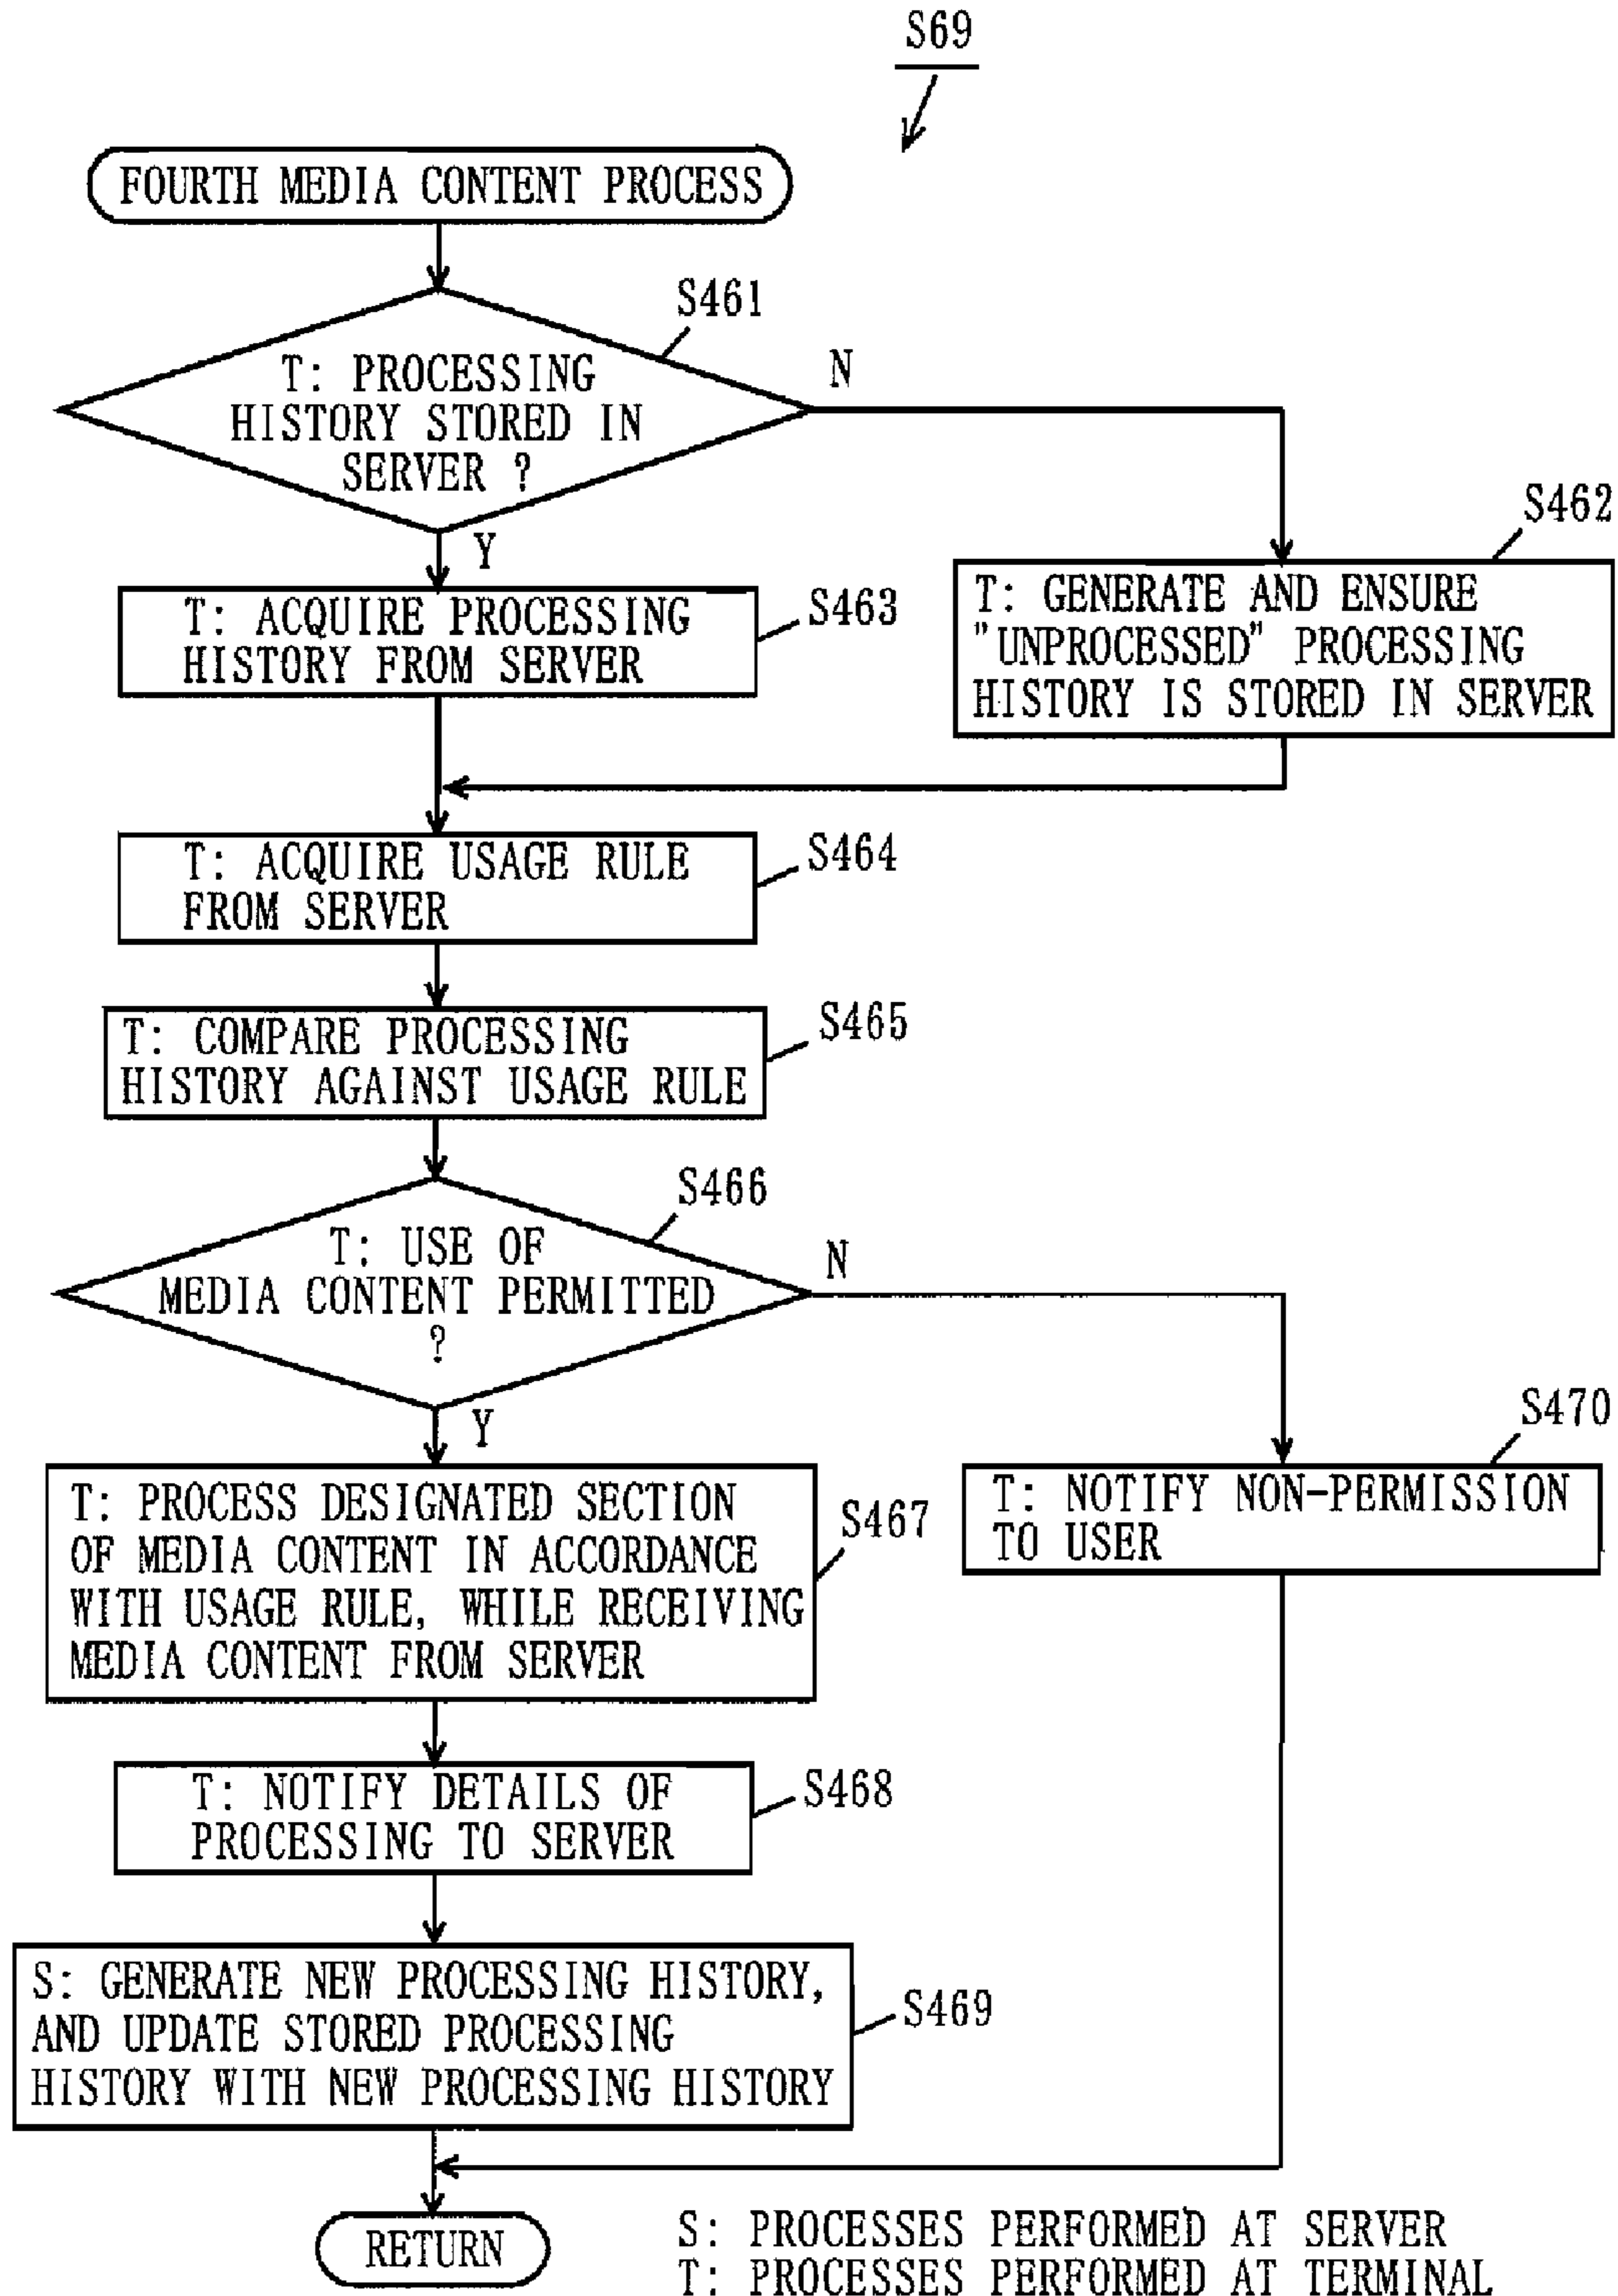 S69
FOURTH MEDIA CONTENT PROCESS
S461
T: PROCESSING
HISTORY STORED IN
SERVER ?
N
Y
S462
T: GENERATE AND ENSURE
"UNPROCESSED" PROCESSING
HISTORY IS STORED IN SERVER
S463
T: ACQUIRE PROCESSING
HISTORY FROM SERVER
S464
T: ACQUIRE USAGE RULE
FROM SERVER
S465
T: COMPARE PROCESSING
HISTORY AGAINST USAGE RULE
S466
T: USE OF
MEDIA CONTENT PERMITTED
?
N
Y
S470
T: NOTIFY NON-PERMISSION
TO USER
S467
T: PROCESS DESIGNATED SECTION
OF MEDIA CONTENT IN ACCORDANCE
WITH USAGE RULE, WHILE RECEIVING
MEDIA CONTENT FROM SERVER
S468
T: NOTIFY DETAILS OF
PROCESSING TO SERVER
S469
S: GENERATE NEW PROCESSING HISTORY,
AND UPDATE STORED PROCESSING
HISTORY WITH NEW PROCESSING HISTORY
RETURN
S: PROCESSES PERFORMED AT SERVER
T: PROCESSES PERFORMED AT TERMINAL